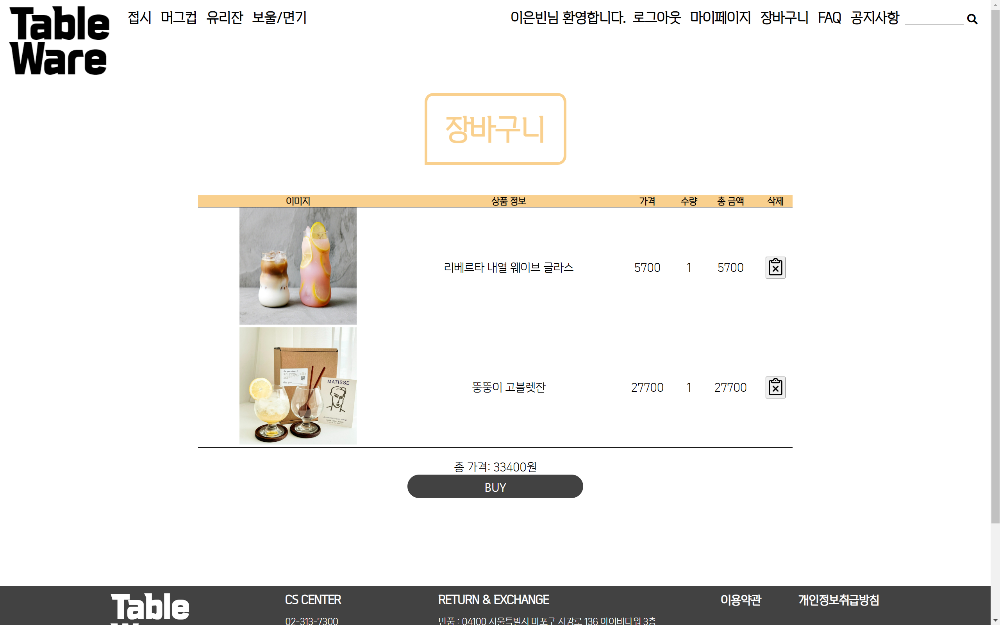 Table
Ware
접시 머그컵 유리잔 보울/면기
이은빈님 환영합니다. 로그아웃 마이페이지 장바구니 FAQ 공지사항
장바구니
이미지 상품 정보 가격 수량 총 금액 삭제
리베르타 내열 웨이브 글라스 5700 1 5700
MATISSE
뚱뚱이 고블렛잔 27700 1 27700
총 가격: 33400원
BUY
Table
CS CENTER
RETURN & EXCHANGE
이용약관
개인정보취급방침
02-313-7300
반품 : 04100 서울특별시 마포구 서강로 136 아이비타워 3층